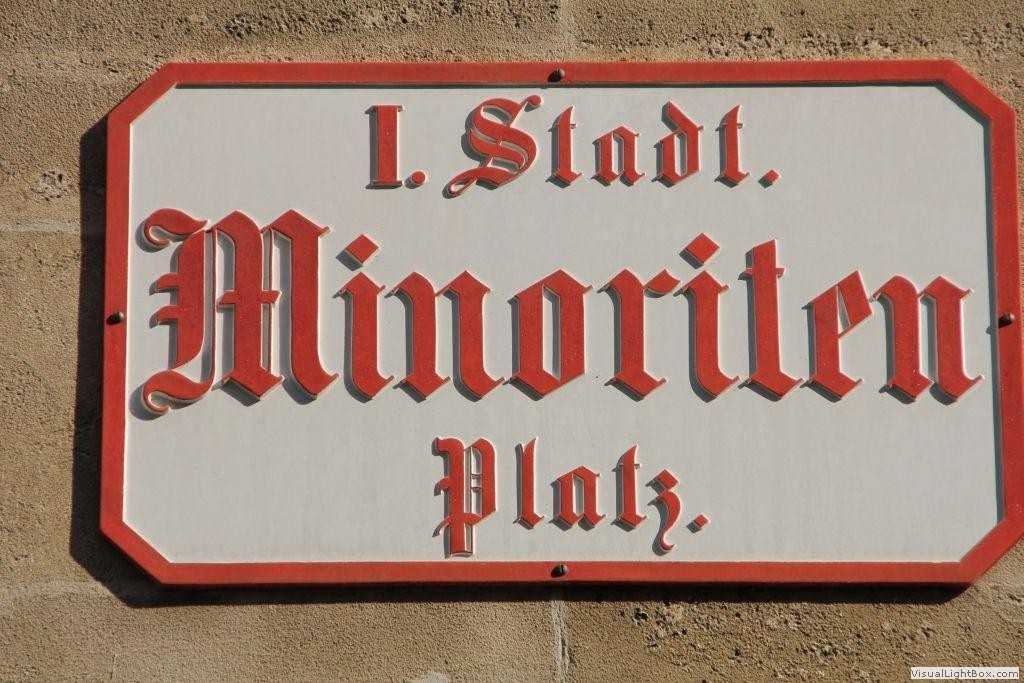 I. Stadt.
Minoriten
Platz.
VisualLightBox.com